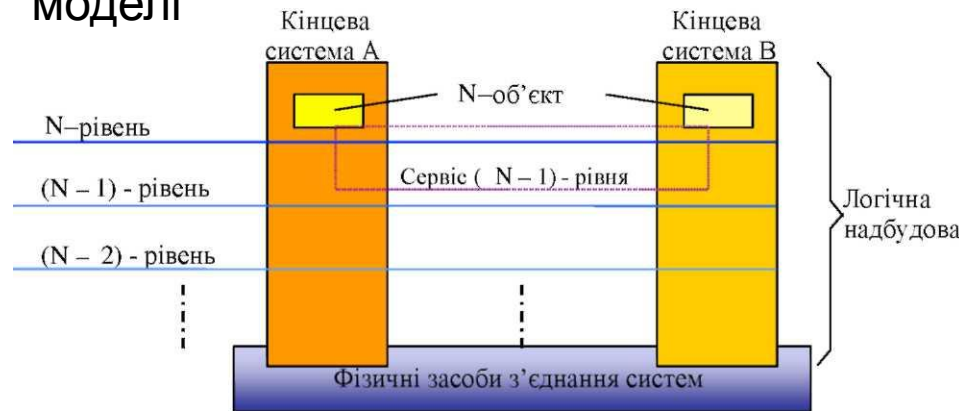 моделі
Кінцева
система А
Кінцева
система В
N–об’єкт
N–рівень
Сервіс ( N – 1) - рівня
(N – 1) - рівень
Логічна
надбудова
(N – 2) - рівень
Фізичні засоби з’єднання систем